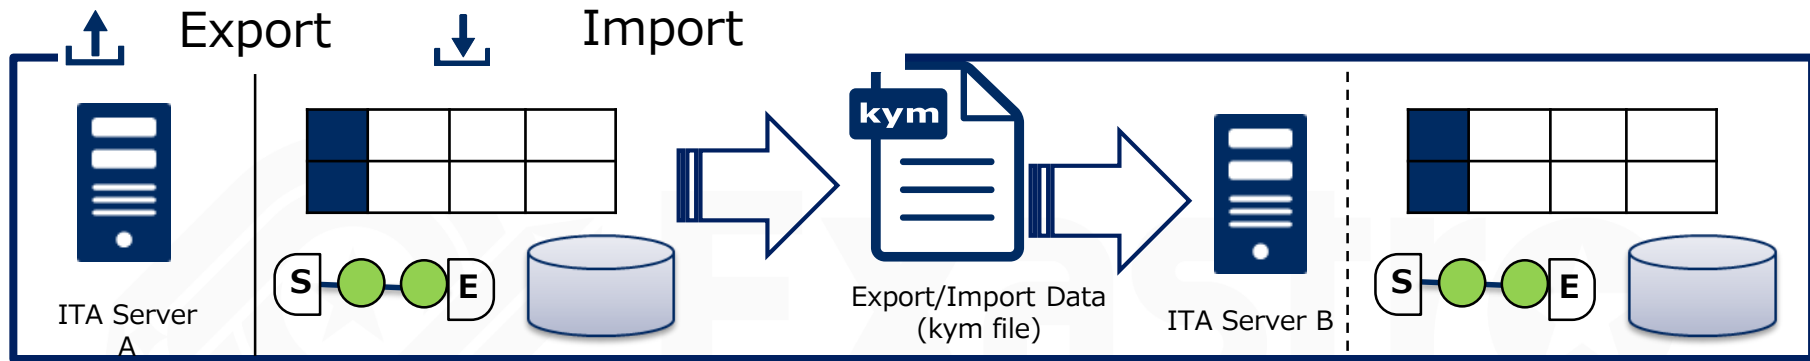 Export
Import
kym
S
E
ITA Server
A
Export/Import Data
(kym file)
ITA Server B
S
E